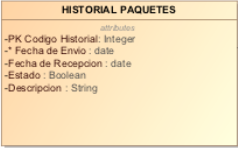 HISTORIAL PAQUETES
attributes
-PK Codigo Historial : Integer
-* Fecha de Envio : date
-Fecha de Recepcion : date
-Estado : Boolean
-Descripcion : String